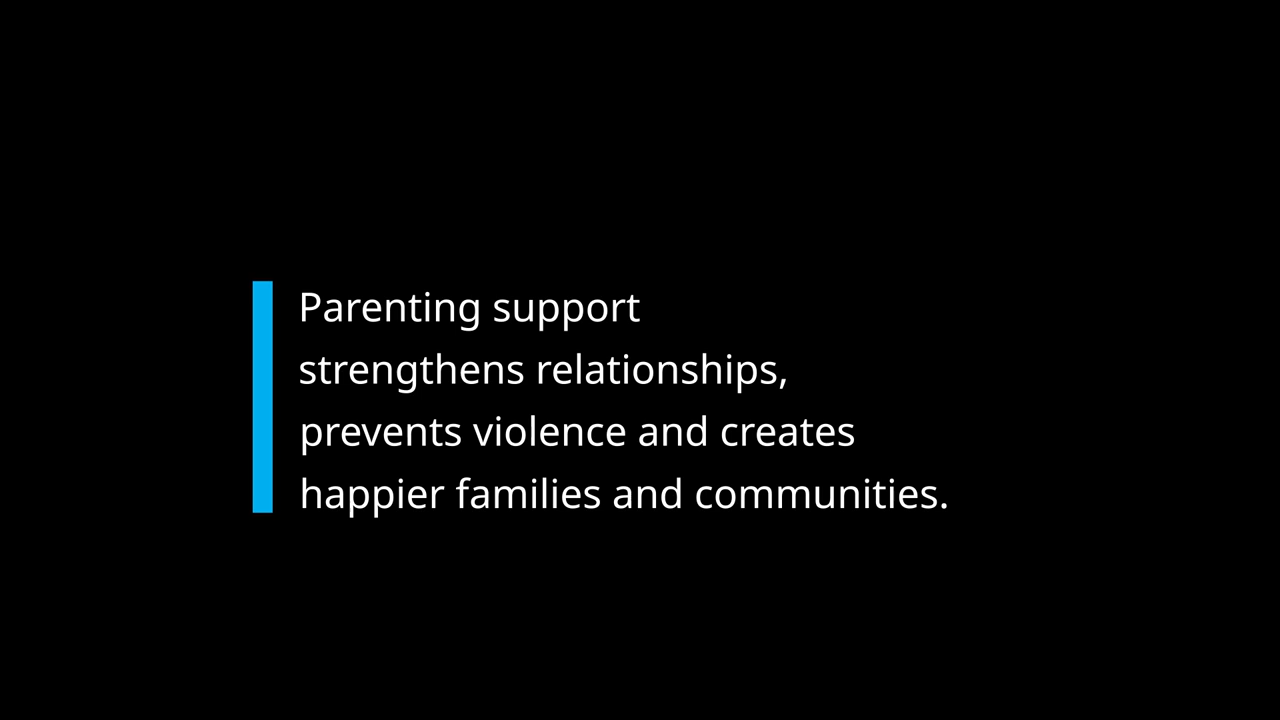 Parenting support
strengthens relationships,
prevents violence and creates
happier families and communities.